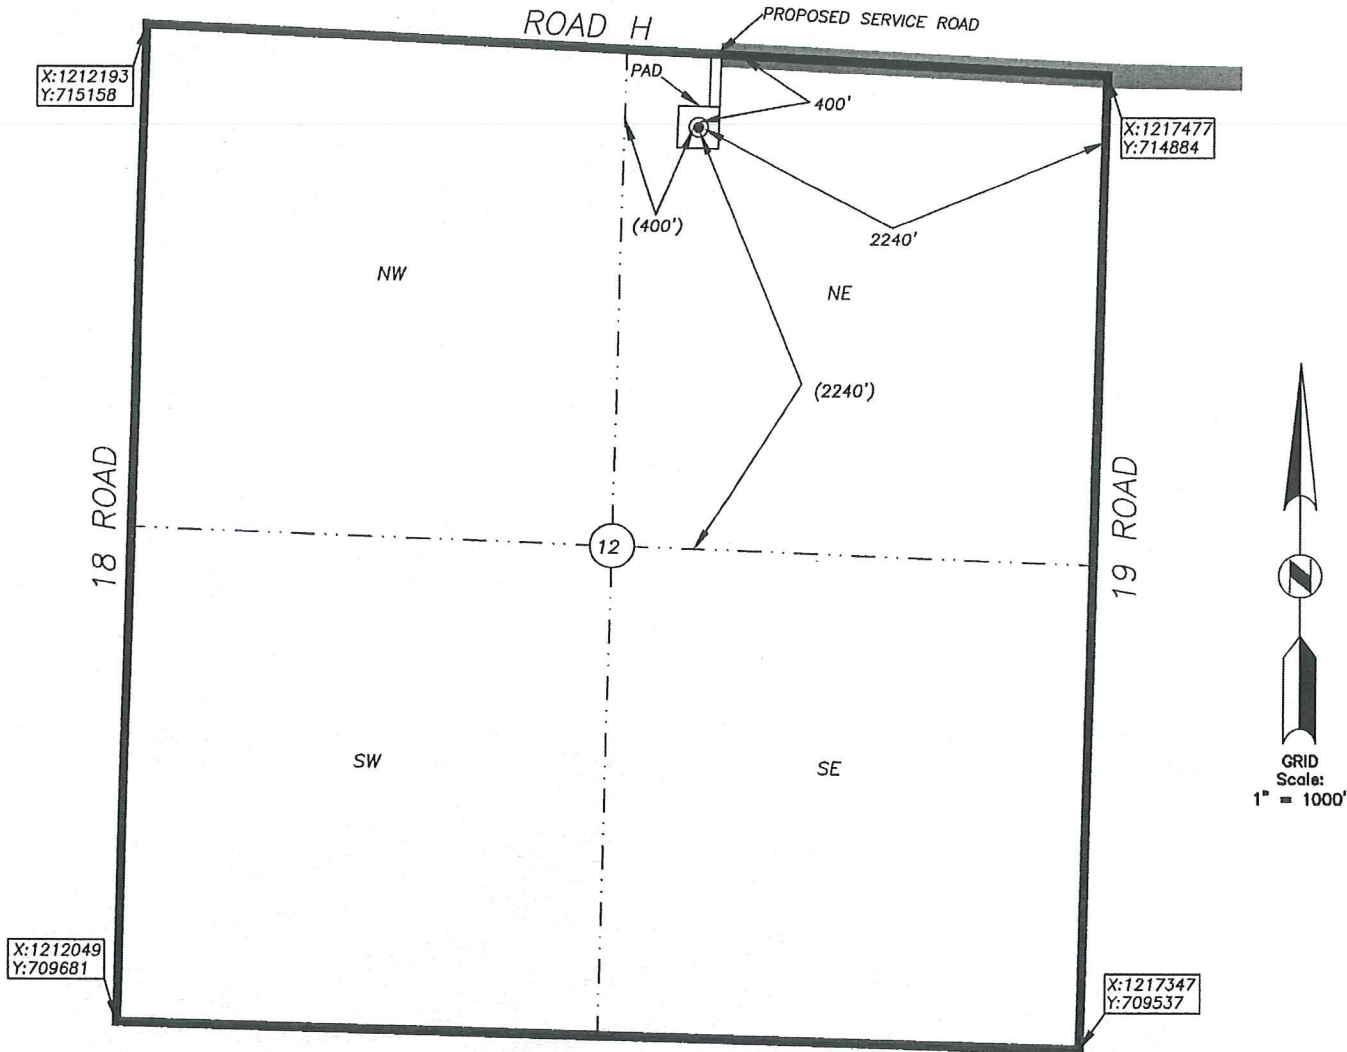 ROAD H
PROPOSED SERVICE ROAD
X:1212193
Y:715158
PAD
400'
X:1217477
Y:714884
(400')
2240'
NW
NE
(2240')
18 ROAD
19 ROAD
12
N
SW
SE
GRID
Scale:
1" = 1000'
X:1212049
Y:709681
X:1217347
Y:709537